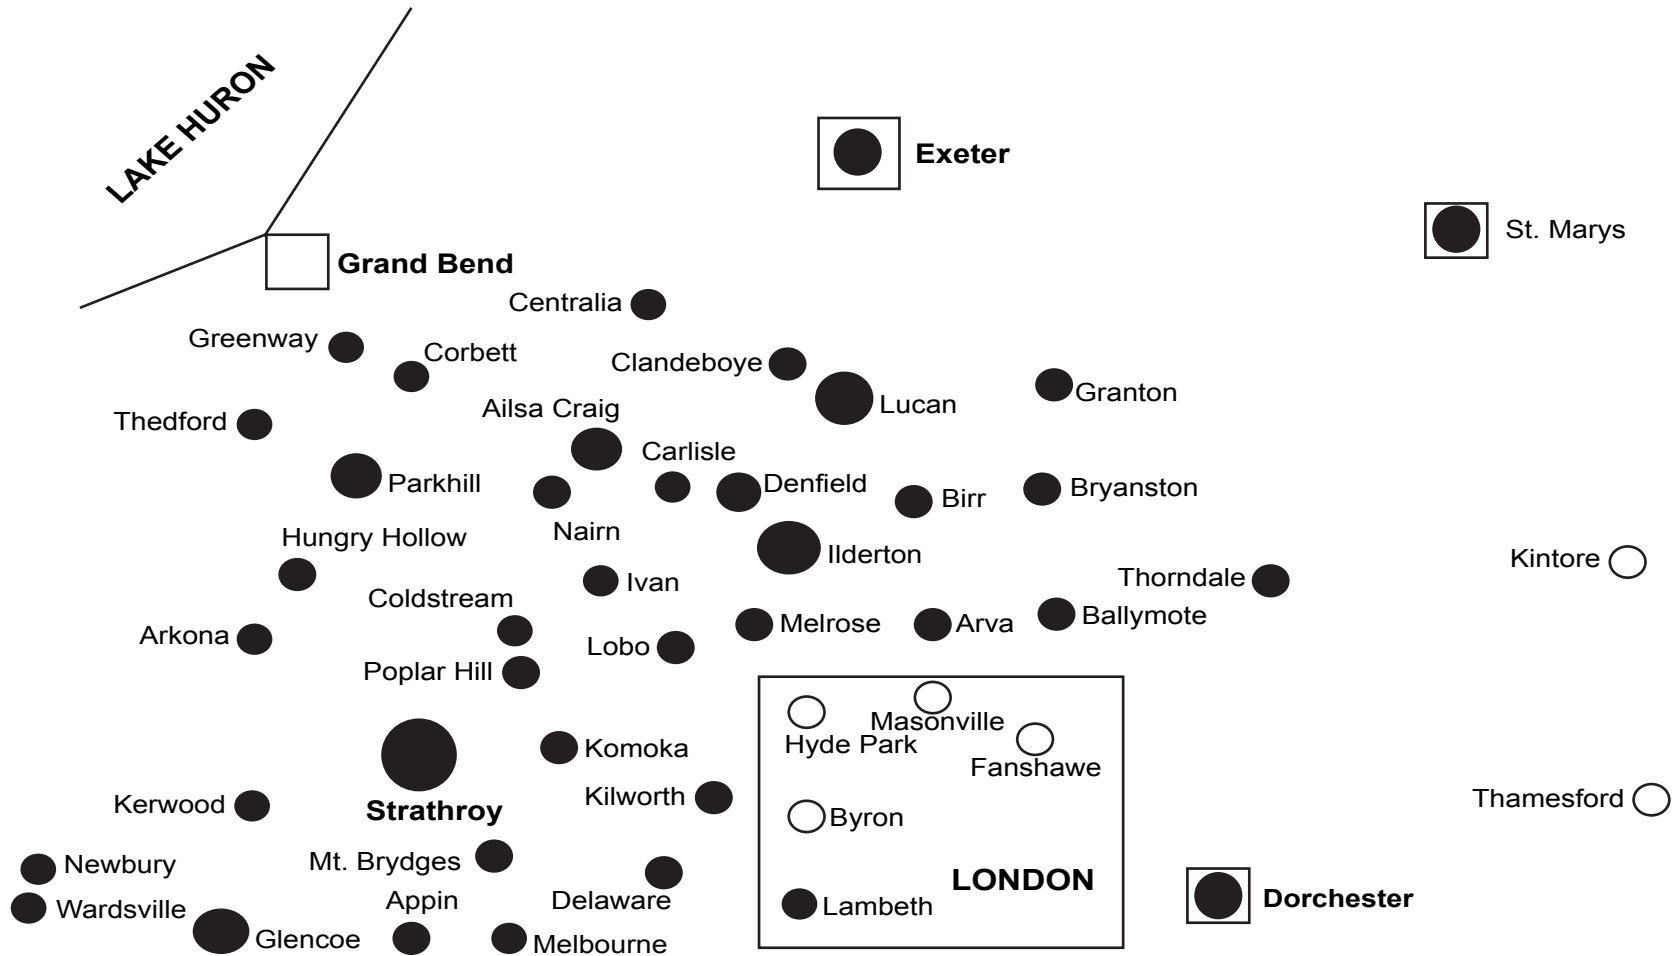 LAKE HURON
Exeter
St. Marys
Grand Bend
Centralia
Greenway
Corbett
Clandeboye
Granton
Lucan
Ailsa Craig
Thedford
Carlisle
Parkhill
Denfield
Bryanston
Birr
Nairn
Hungry Hollow
Ilderton
Kintore
Thorndale
Ivan
Coldstream
Ballymote
Melrose
Arva
Arkona
Lobo
Poplar Hill
Masonville
Hyde Park
Komoka
Fanshawe
Kilworth
Thamesford
Kerwood
Strathroy
Byron
Mt. Brydges
Newbury
LONDON
Dorchester
Appin
Delaware
Lambeth
Wardsville
Glencoe
Melbourne